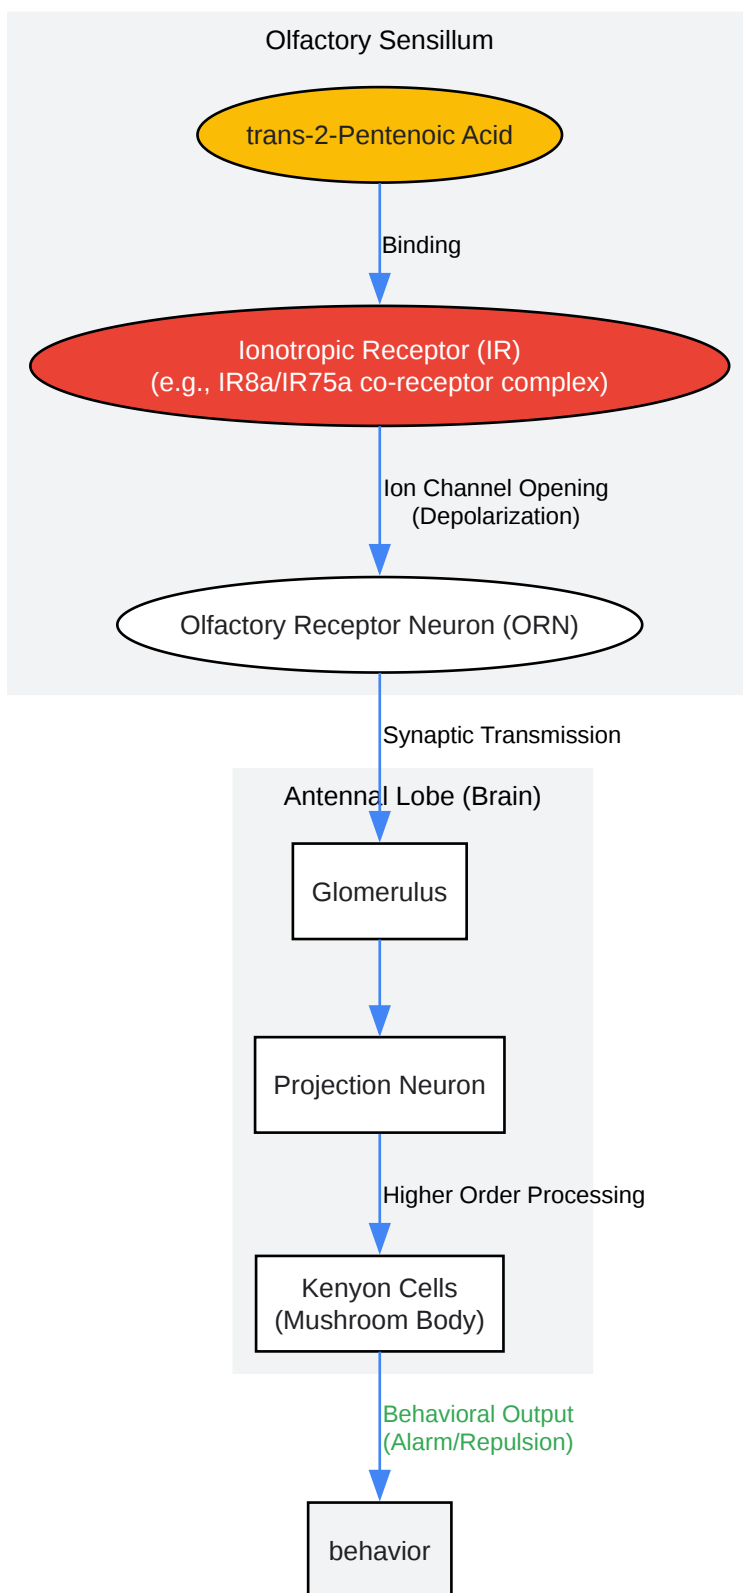 Olfactory Sensillum
trans-2-Pentenoic Acid
Binding
Ionotropic Receptor (IR)
(e.g., IR8a/IR75a co-receptor complex)
Ion Channel Opening
(Depolarization)
Olfactory Receptor Neuron (ORN)
Synaptic Transmission
Antennal Lobe (Brain)
Glomerulus
Projection Neuron
Higher Order Processing
Kenyon Cells
(Mushroom Body)
Behavioral Output
(Alarm/Repulsion)
behavior